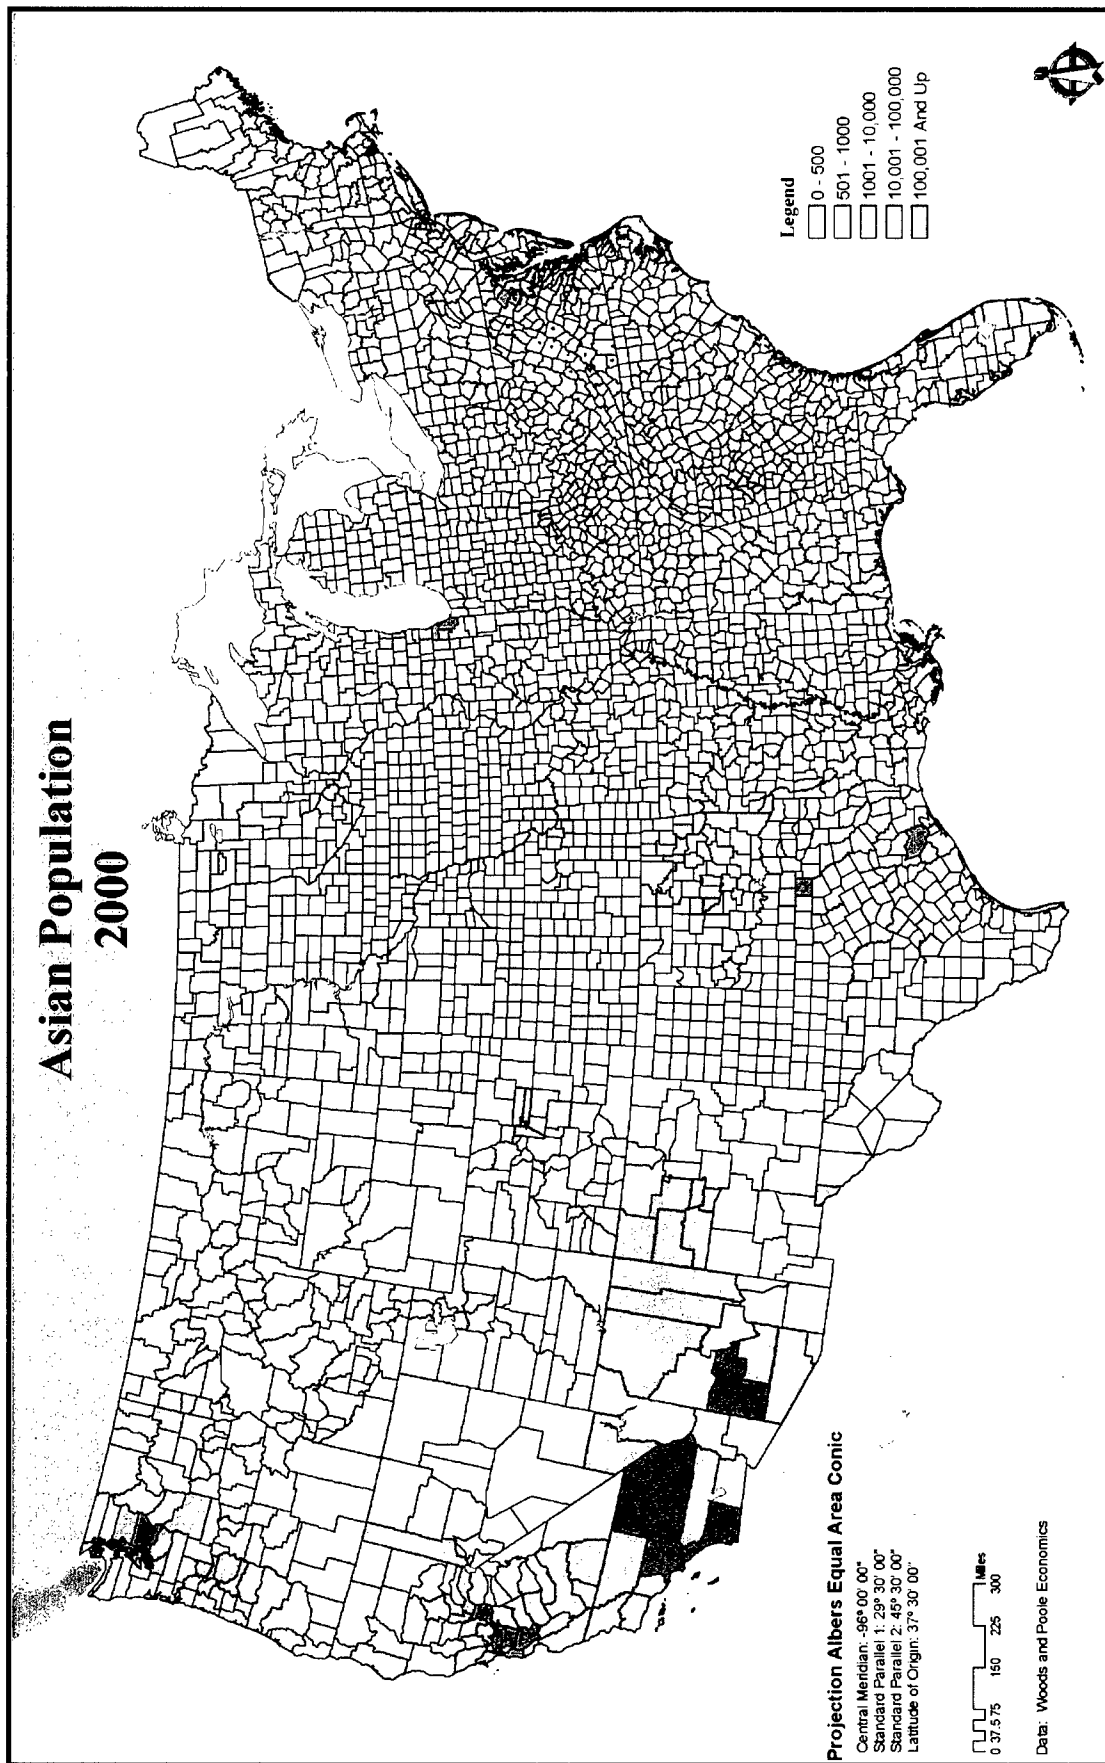 Asian Population
2000
Legend
0 - 500
501 - 1000
1001 - 10,000
10,001 - 100,000
100,001 And Up
Projection Albers Equal Area Conic
Central Meridian: -96° 00' 00"
Standard Parallel 1: 29° 30' 00"
Standard Parallel 2: 45° 30' 00"
Latitude of Origin: 37° 30' 00"
Miles
0 37.5 75 150 225 300
Data: Woods and Poole Economics